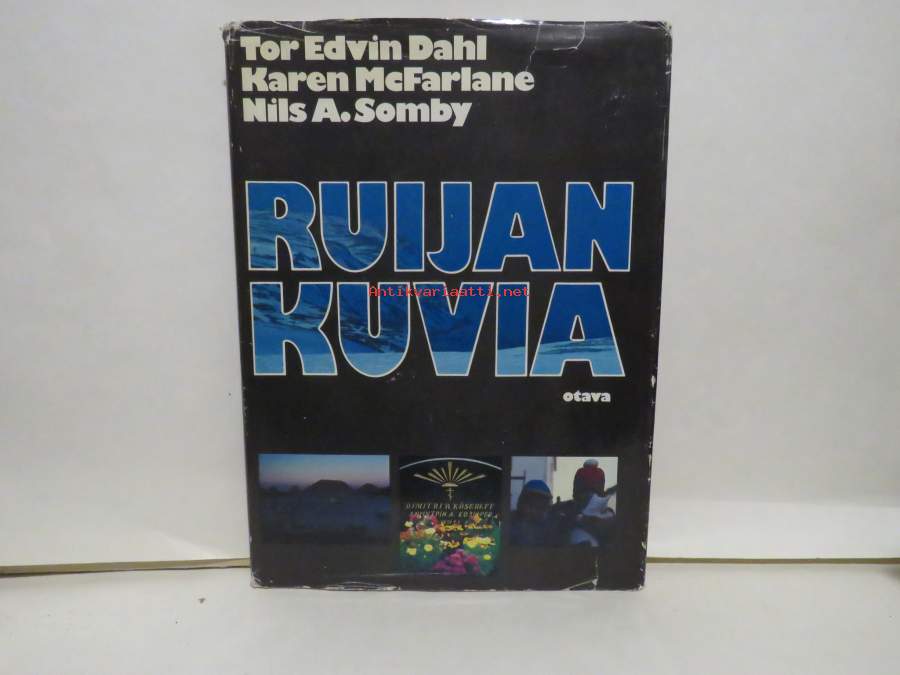 Tor Edvin Dahl
Karen McFarlane
Nils A. Somby
RUIJAN
Antikvariaatti.net
KUVIA
otava